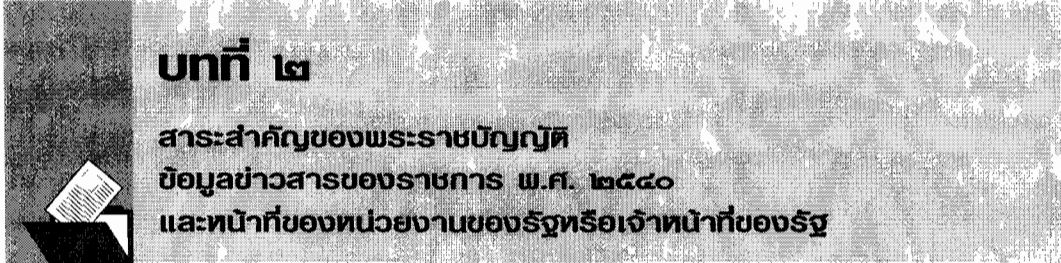 บทที่ ๒
สาระสำคัญของพระราชบัญญัติ
ข้อมูลข่าวสารของราชการ พ.ศ. ๒๕๔๐
และหน้าที่ของหน่วยงานของรัฐหรือเจ้าหน้าที่ของรัฐ